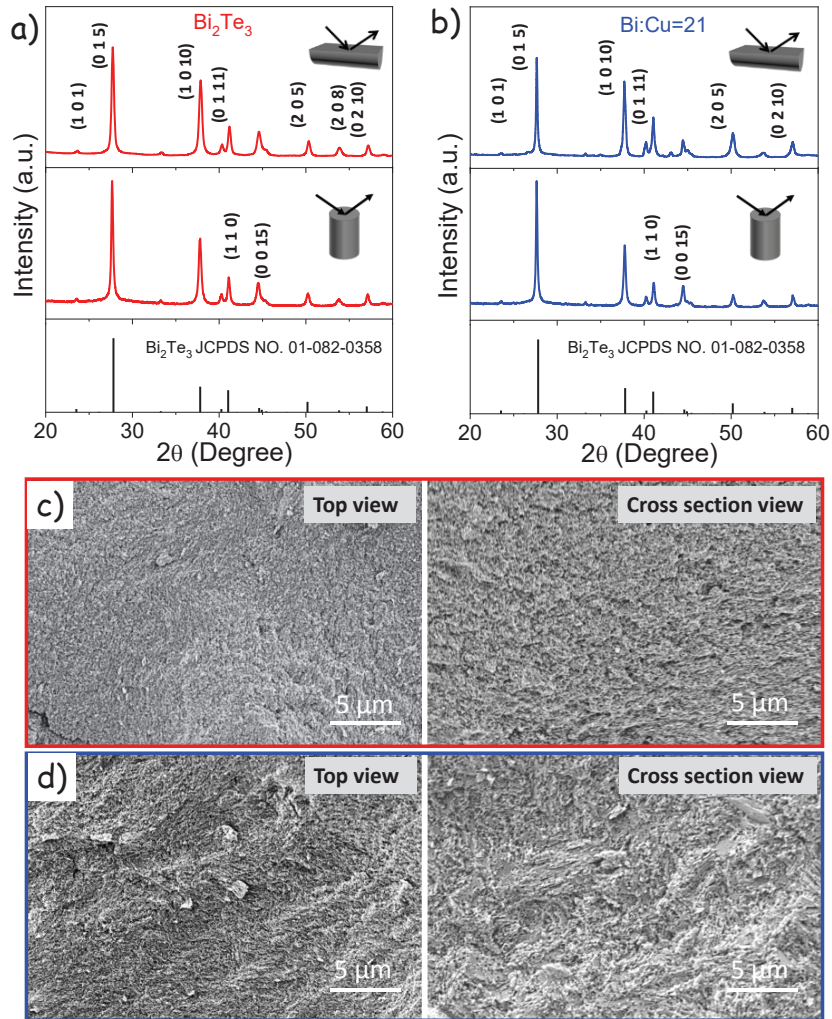 a)
Bi₂Te₃
(1 0 1)
(0 1 5)
(1 0 10)
(0 1 11)
(2 0 5)
(2 0 8)
(0 2 10)
(1 1 0)
(0 0 15)
Intensity (a.u.)
Bi₂Te₃ JCPDS NO. 01-082-0358
20 30 40 50 60
2θ (Degree)
b)
Bi:Cu=21
(1 0 1)
(0 1 5)
(1 0 10)
(0 1 11)
(2 0 5)
(0 2 10)
(1 1 0)
(0 0 15)
Intensity (a.u.)
Bi₂Te₃ JCPDS NO. 01-082-0358
20 30 40 50 60
2θ (Degree)
c)
Top view
5 µm
Cross section view
5 µm
d)
Top view
5 µm
Cross section view
5 µm